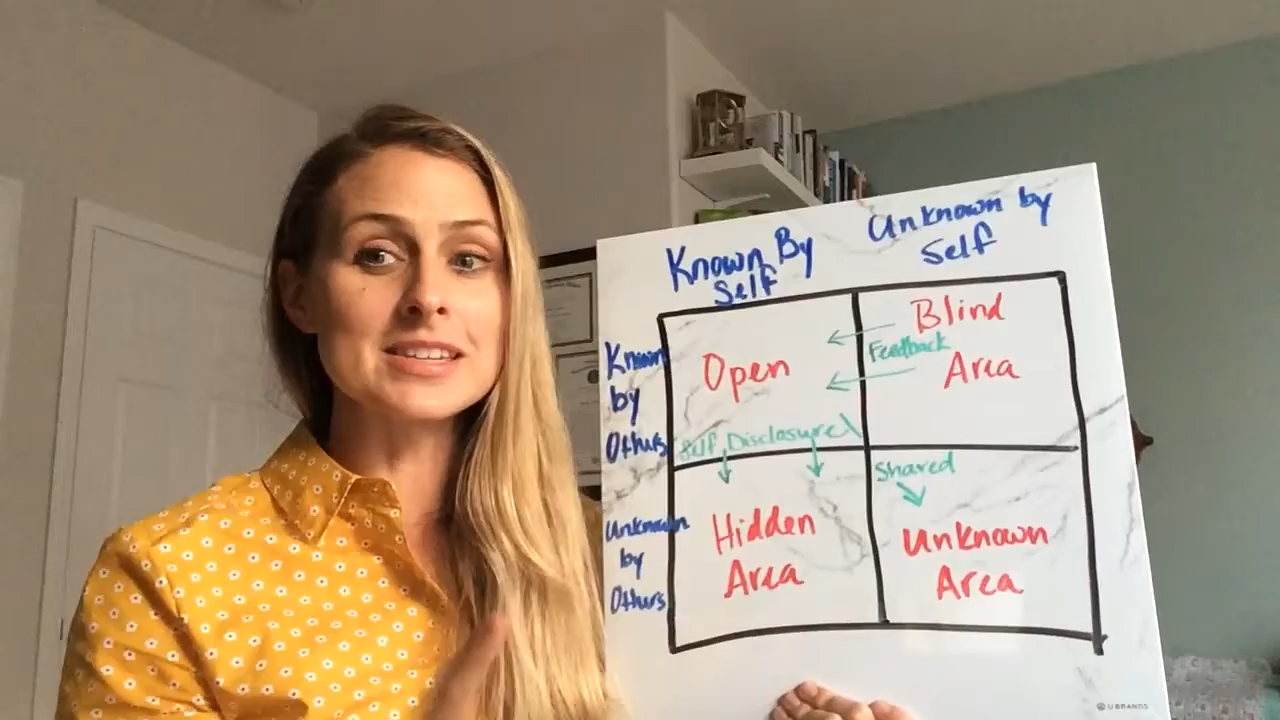 Known By
Self
Unknown by
Self
Known
by
Others
Open
Blind
Feedback
Area
Self Disclosure
Shared
Unknown
by
Others
Hidden
Area
Unknown
Area
U BRANDS